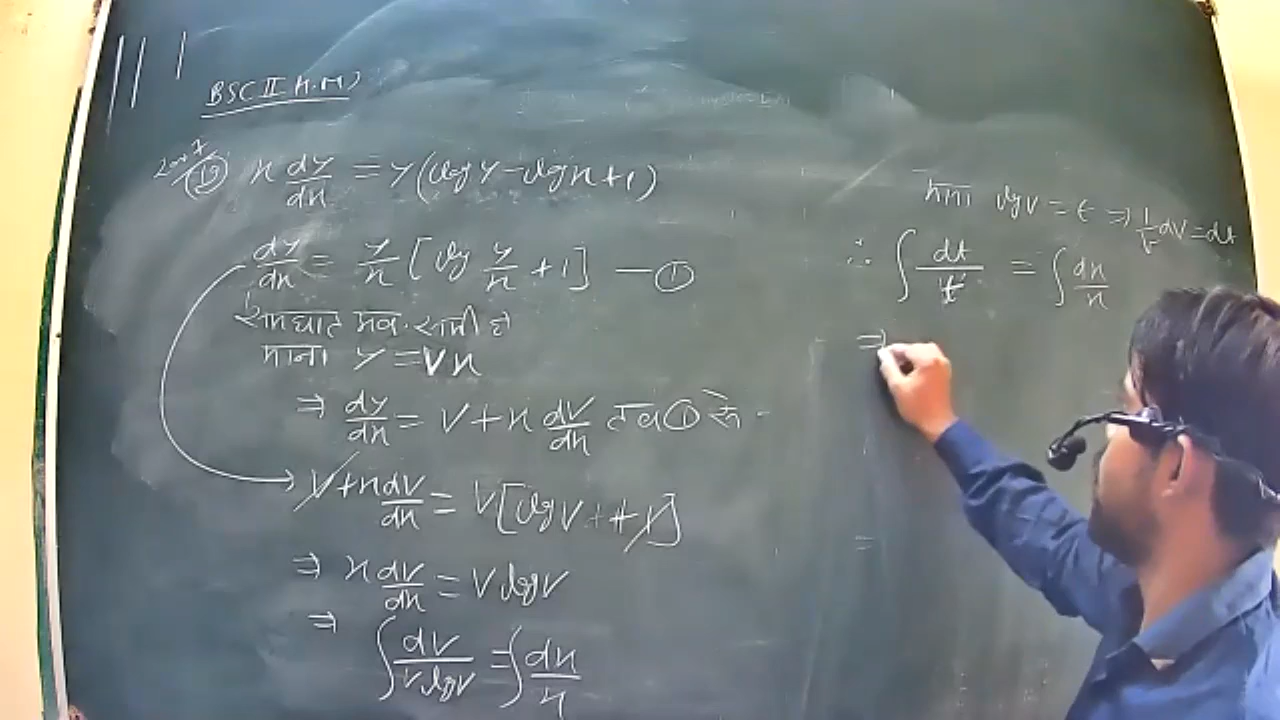 BSC II
x dy/dx = y(log y - log x + 1)
dy/dx = y/x [log y/x + 1] — ①
समघात अव. समी है
माना y = vx
⇒ dy/dx = v + x dv/dx तब ① से
v + x dv/dx = v[log v + 1]
⇒ x dv/dx = v log v
⇒ ∫ dv/(v log v) = ∫ dx/x
माना log v = t ⇒ 1/v dv = dt
∴ ∫ dt/t = ∫ dx/x
⇒